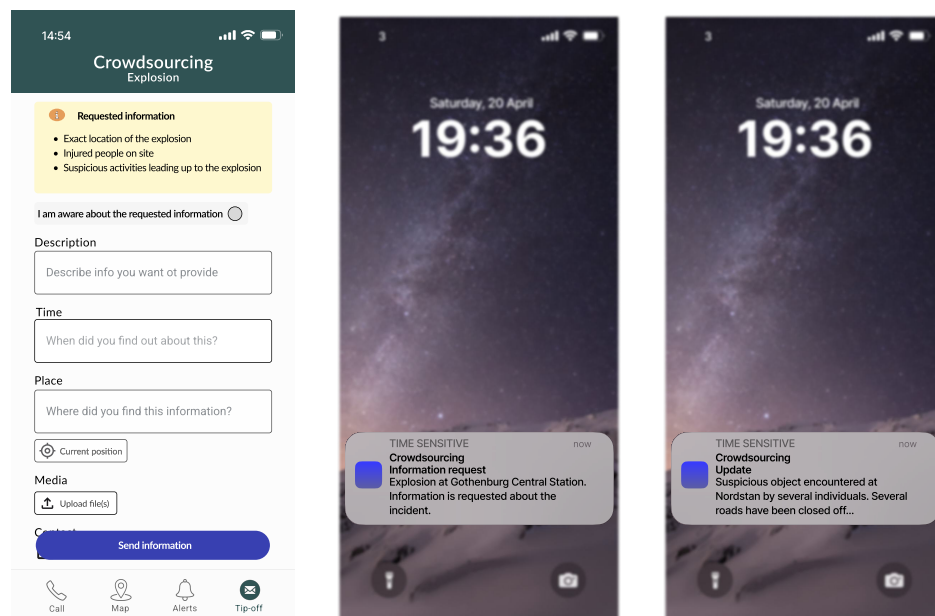 14:54
Crowdsourcing
Explosion
Requested information
• Exact location of the explosion
• Injured people on site
• Suspicious activities leading up to the explosion
I am aware about the requested information
Description
Describe info you want ot provide
Time
When did you find out about this?
Place
Where did you find this information?
Current position
Media
Upload file(s)
Send information
Call
Map
Alerts
Tip-off
3
Saturday, 20 April
19:36
TIME SENSITIVE
now
Crowdsourcing
Information request
Explosion at Gothenburg Central Station.
Information is requested about the
incident.
3
Saturday, 20 April
19:36
TIME SENSITIVE
now
Crowdsourcing
Update
Suspicious object encountered at
Nordstan by several individuals. Several
roads have been closed off...